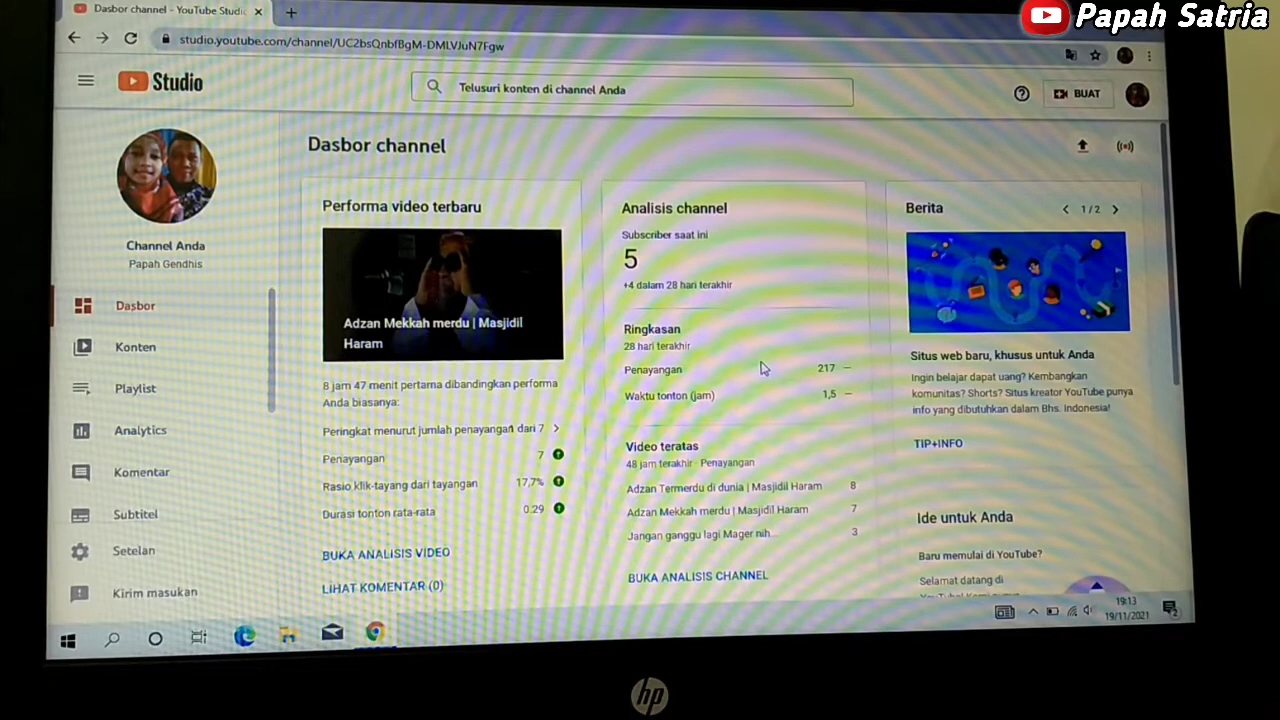 Dasbor channel - YouTube Studio
Papah Satria
studio.youtube.com/channel/UC2bsQnbfBgM-DMLVJuN7Fgw
Studio
Telusuri konten di channel Anda
BUAT
Dasbor channel
Channel Anda
Papah Gendhis
Dasbor
Konten
Playlist
Analytics
Komentar
Subtitel
Setelan
Kirim masukan
Performa video terbaru
Adzan Mekkah merdu | Masjidil
Haram
8 jam 47 menit pertama dibandingkan performa
Anda biasanya:
Peringkat menurut jumlah penayangan
dari 7
Penayangan 7
Rasio klik-tayang dari tayangan 17,7%
Durasi tonton rata-rata 0.29
BUKA ANALISIS VIDEO
LIHAT KOMENTAR (0)
Analisis channel
Subscriber saat ini
5
+4 dalam 28 hari terakhir
Ringkasan
28 hari terakhir
Penayangan 217 —
Waktu tonton (jam) 1,5 —
Video teratas
48 jam terakhir · Penayangan
Adzan Termerdu di dunia | Masjidil Haram 8
Adzan Mekkah merdu | Masjidil Haram 7
Jangan ganggu lagi Mager nih... 3
BUKA ANALISIS CHANNEL
Berita
1/2
Situs web baru, khusus untuk Anda
Ingin belajar dapat uang? Kembangkan
komunitas? Shorts? Situs kreator YouTube punya
info yang dibutuhkan dalam Bhs. Indonesia!
TIP+INFO
Ide untuk Anda
Baru memulai di YouTube?
Selamat datang di
19:13
19/11/2021
2
hp